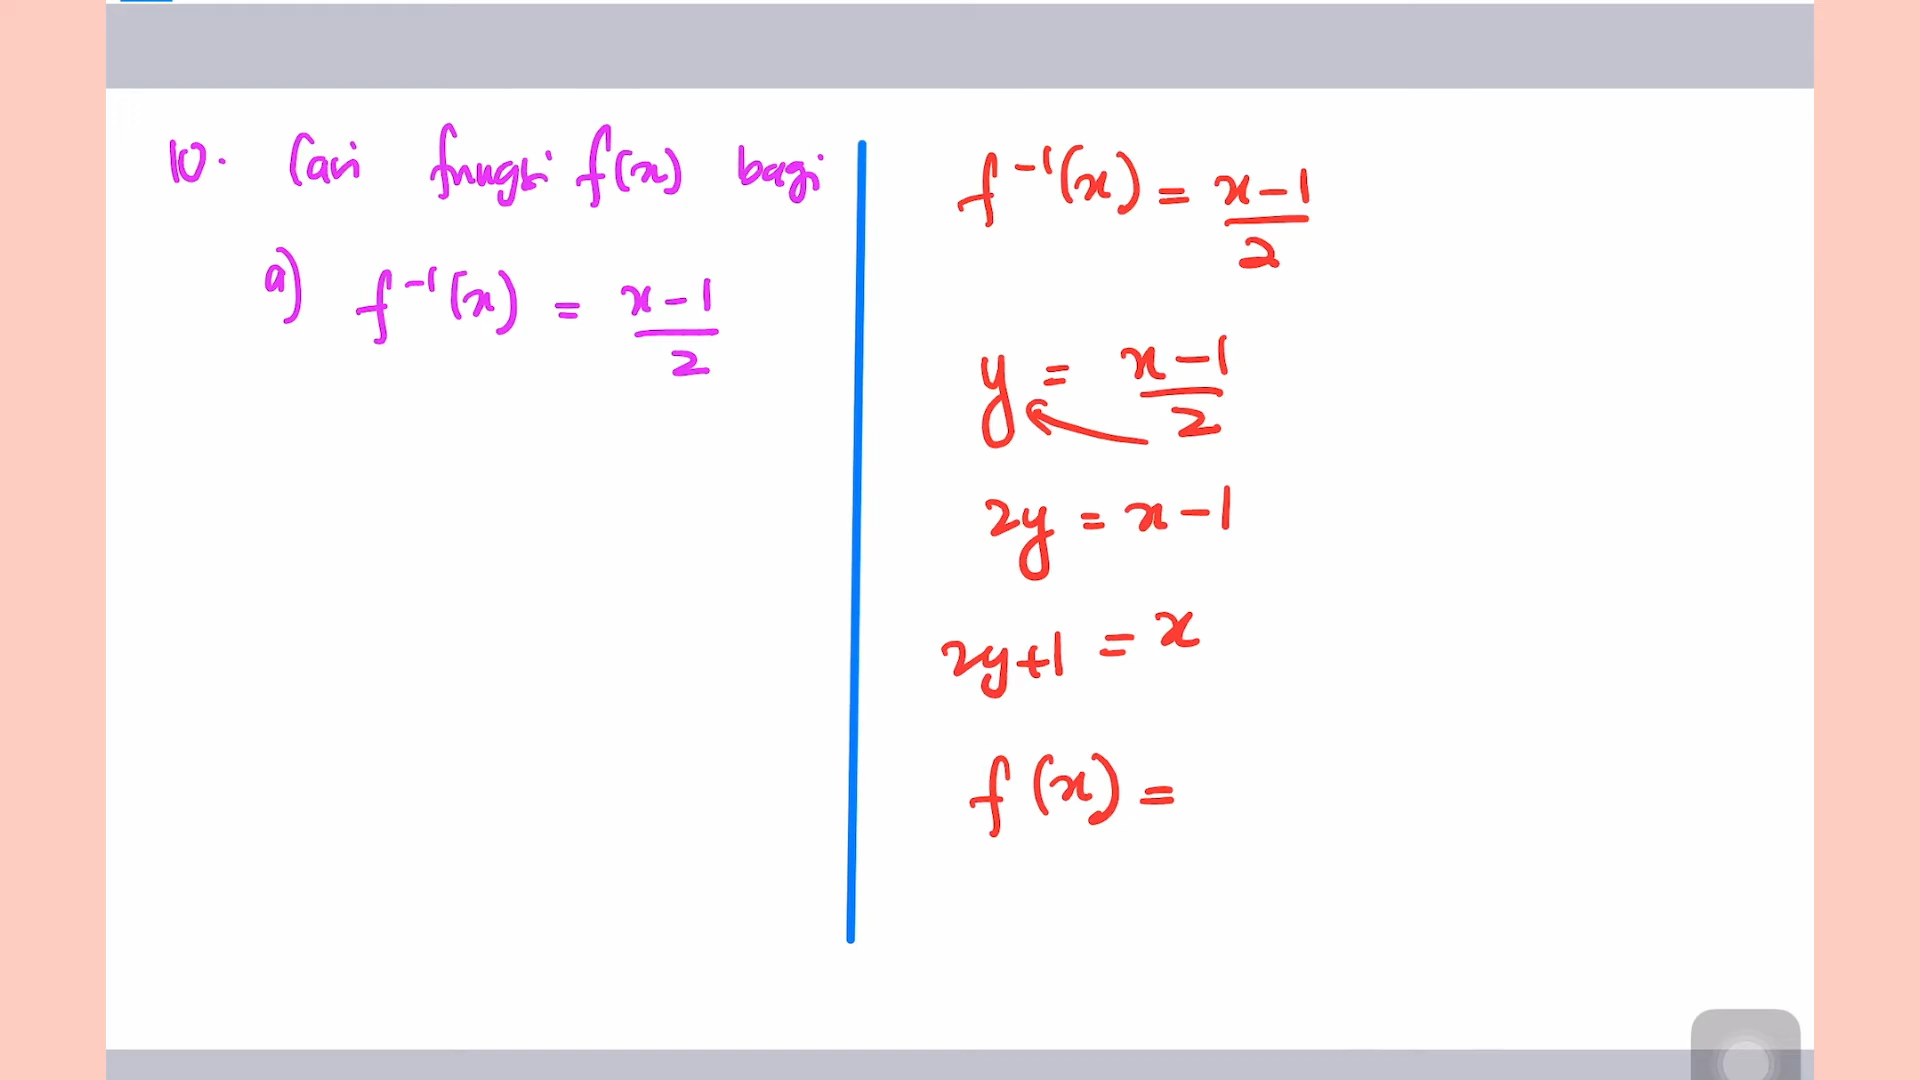 10. Cari fungsi f(x) bagi
a) f⁻¹(x) = x-1/2
f⁻¹(x) = x-1/2
y = x-1/2
2y = x-1
2y+1 = x
f(x) =